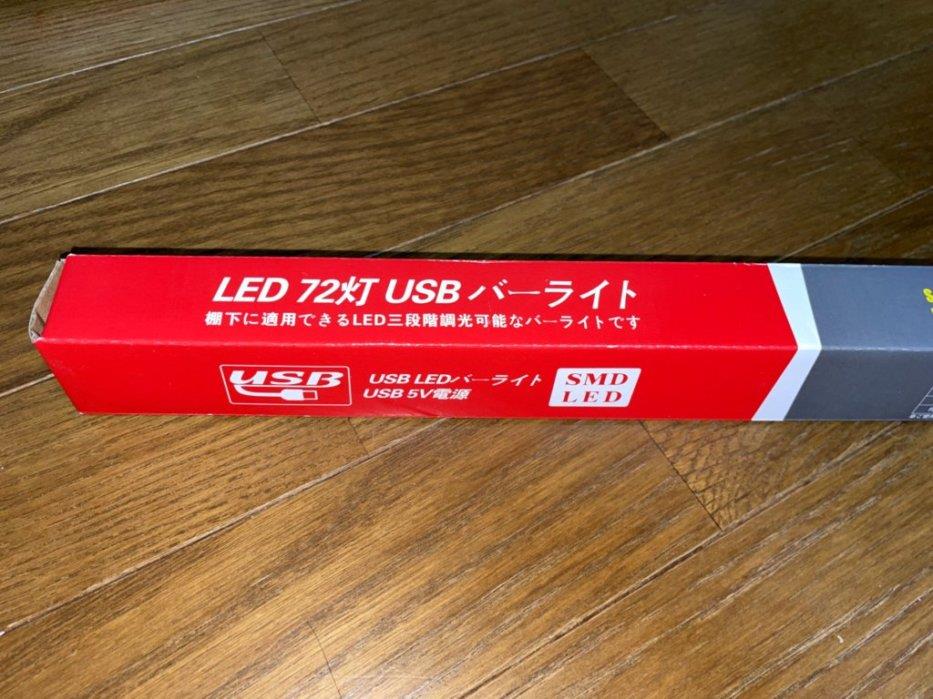 LED 72灯 USB バーライト
棚下に適用できるLED三段階調光可能なバーライトです
USB
USB LEDバーライト
USB 5V電源
SMD
LED